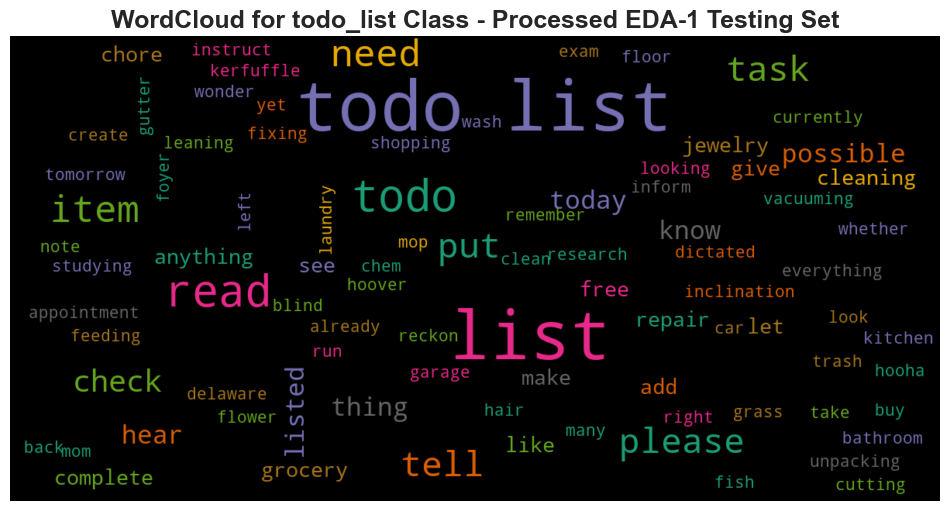 WordCloud for todo_list Class - Processed EDA-1 Testing Set
chore instruct need exam floor task
kerfuffle
wonder todo list
gutter yet wash currently
create leaning fixing shopping jewelry possible
tomorrow foyer looking give cleaning
item left laundry todo today inform vacuuming
remember know whether
note mop put clean research dictated
studying anything see chem everything
read blind hoover free inclination
appointment list
feeding already reckon repair car let look kitchen
run trash hooha
check garage make
delaware listed thing add
flower hair right grass take buy
hear like many please bathroom
back mom grocery tell unpacking
complete fish cutting